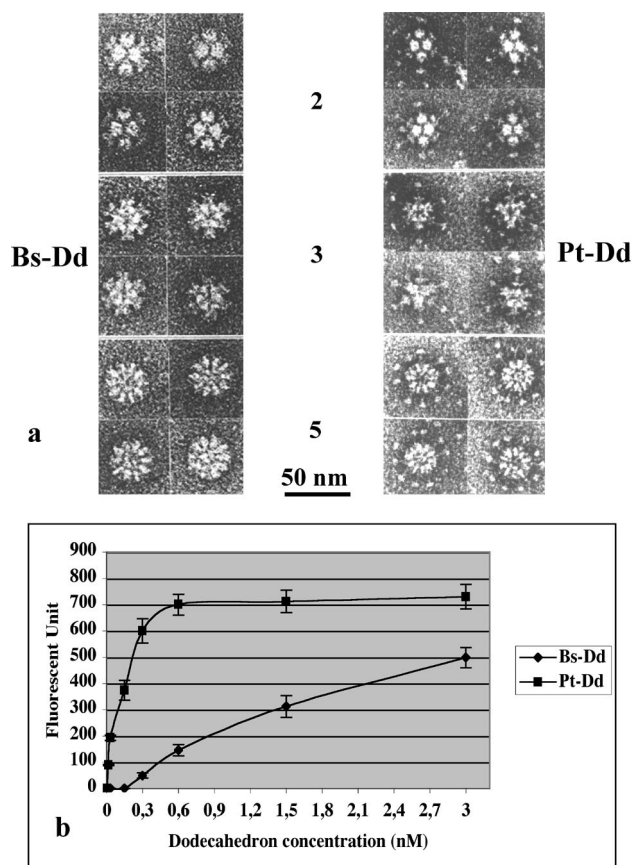 2
Bs-Dd
3
Pt-Dd
a
5
50 nm
900
800
700
600
500
400
300
200
100
0
Fluorescent Unit
0
0,3
0,6
0,9
1,2
1,5
1,8
2,1
2,4
2,7
3
Dodecahedron concentration (nM)
Bs-Dd
Pt-Dd
b